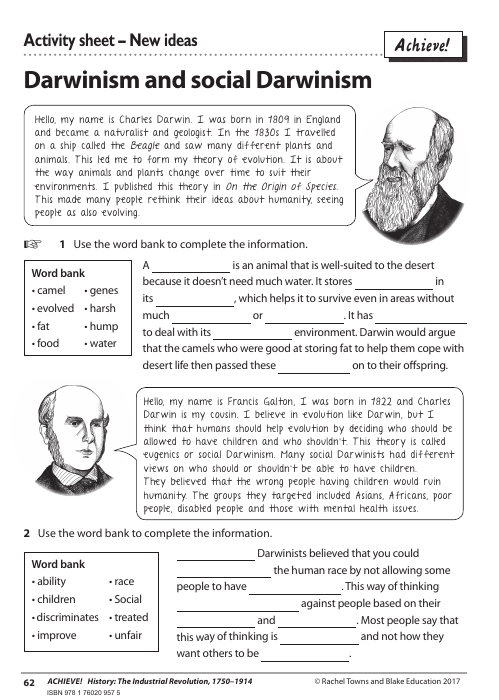 Activity sheet – New ideas
Achieve!
Darwinism and social Darwinism
Hello, my name is Charles Darwin. I was born in 1809 in England
and became a naturalist and geologist. In the 1830s I travelled
on a ship called the Beagle and saw many different plants and
animals. This led me to form my theory of evolution. It is about
the way animals and plants change over time to suit their
environments. I published this theory in On the Origin of Species.
This made many people rethink their ideas about humanity, seeing
people as also evolving.
1 Use the word bank to complete the information.
Word bank
• camel • genes
• evolved • harsh
• fat • hump
• food • water
A ____________ is an animal that is well-suited to the desert
because it doesn't need much water. It stores ____________ in
its ____________, which helps it to survive even in areas without
much ____________ or ____________. It has ____________
to deal with its ____________ environment. Darwin would argue
that the camels who were good at storing fat to help them cope with
desert life then passed these ____________ on to their offspring.
Hello, my name is Francis Galton, I was born in 1822 and Charles
Darwin is my cousin. I believe in evolution like Darwin, but I
think that humans should help evolution by deciding who should be
allowed to have children and who shouldn't. This theory is called
eugenics or social Darwinism. Many social Darwinists had different
views on who should or shouldn't be able to have children.
They believed that the wrong people having children would ruin
humanity. The groups they targeted included Asians, Africans, poor
people, disabled people and those with mental health issues.
2 Use the word bank to complete the information.
Word bank
• ability • race
• children • Social
• discriminates • treated
• improve • unfair
____________ Darwinists believed that you could
____________ the human race by not allowing some
people to have ____________. This way of thinking
____________ against people based on their
____________ and ____________. Most people say that
this way of thinking is ____________ and not how they
want others to be ____________.
62 ACHIEVE! History: The Industrial Revolution, 1750–1914 © Rachel Towns and Blake Education 2017
ISBN 978 1 76020 957 5